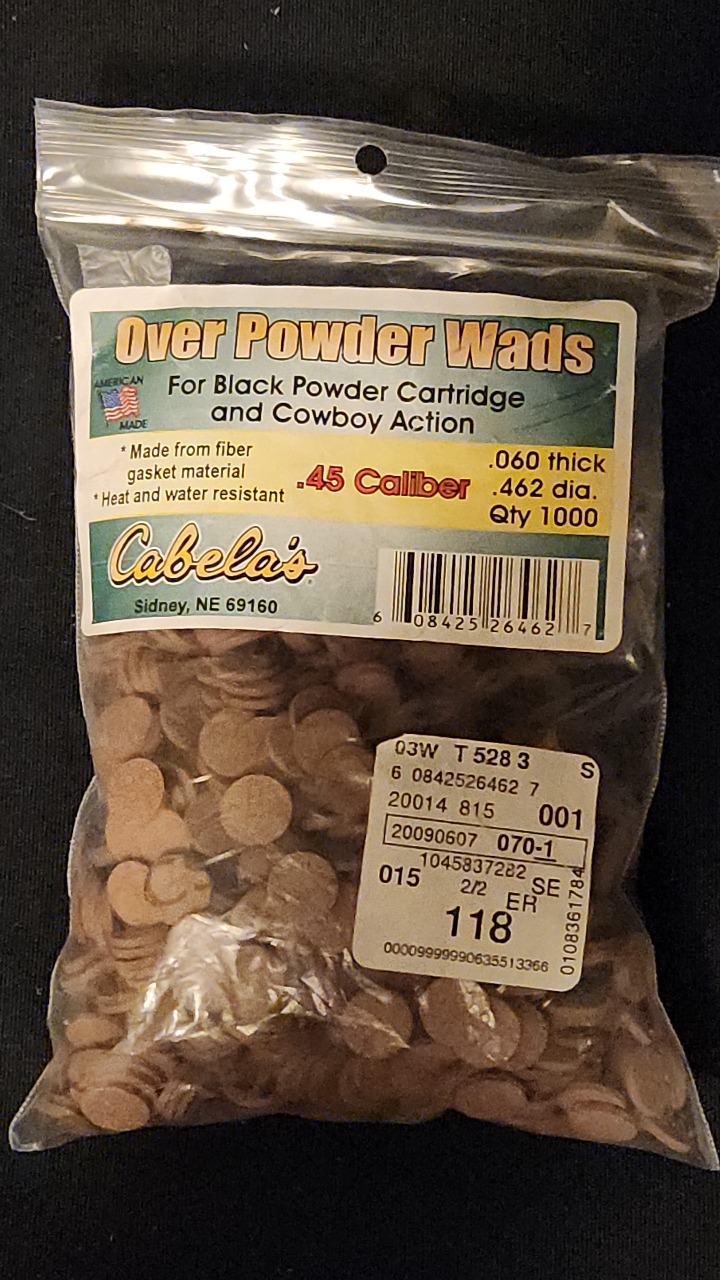 Over Powder Wads
AMERICAN
MADE
For Black Powder Cartridge
and Cowboy Action
* Made from fiber
gasket material
* Heat and water resistant
.45 Caliber
.060 thick
.462 dia.
Qty 1000
Cabela's
Sidney, NE 69160
6 08425 26462 7
03W T 528 3 S
6 0842526462 7
20014 815 001
20090607 070-1
1045837282
015 2/2 SE
ER
118
00009999990635513366
0108361784